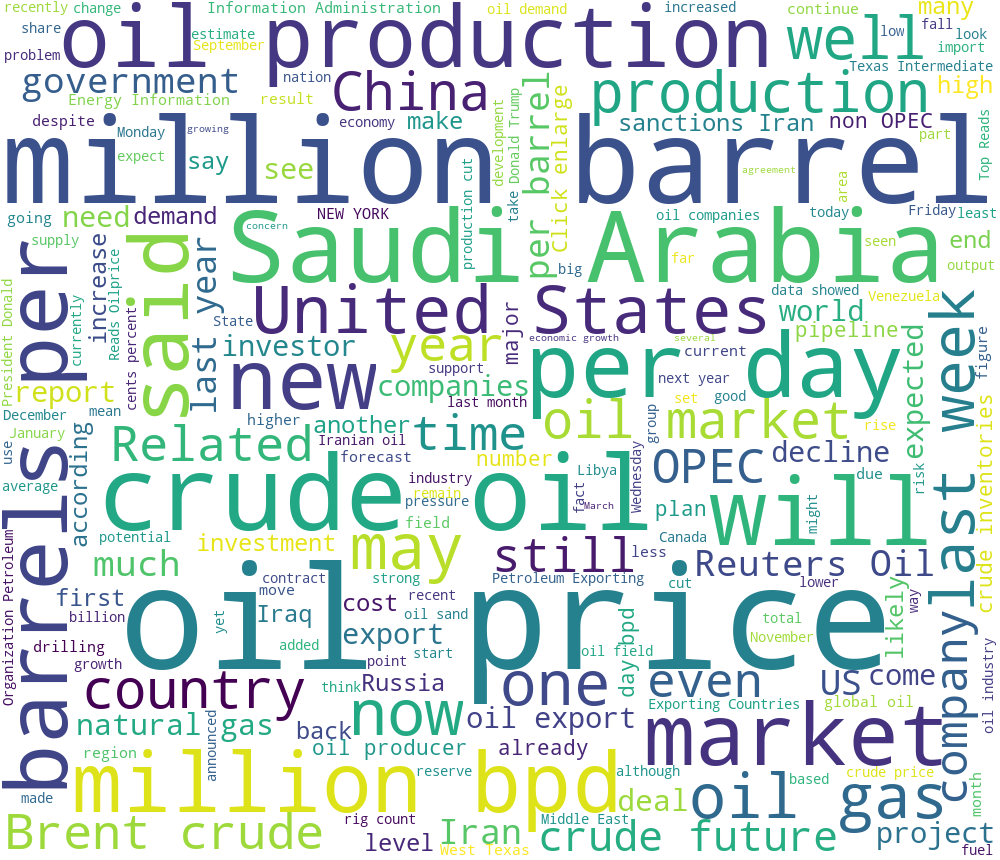 recently change Information Administration oil demand increased continue many
share estimate oil production well low fall look
problem September import
government nation China Texas Intermediate
Energy Information result production high
despite Monday growing economy make sanctions Iran non OPEC part
expect say see million barrel agreement Top Reads
development take Donald Trump per barrel Click enlarge area
going need demand NEW YORK production cut oil companies today Friday least
supply concern Saudi Arabia seen end
said last year increase big far output
President Donald currently Reads Oilprice data showed Venezuela
State United States major world
cents percent investor year economic growth several pipeline expected figure
new support per day current
report companies last month next year set good
December mean higher another oil market rise
January Related time group
use according Iranian oil number OPEC decline risk last week
average forecast industry Libya Wednesday due crude inventories
crude oil remain pressure fact March will might
potential field plan Canada
barrels per investment may still less
much Reuters Oil
Organization Petroleum contract strong Petroleum Exporting cut lower
first move oil price recent likely way
billion Iraq cost oil sand total
yet added export start oil field November
drilling point
growth country think Russia one day bpd even US come
Exporting Countries global oil oil industry
natural gas now oil export market company
region announced back oil producer already
million bpd reserve although based crude price
made deal oil gas month
rig count Middle East
Brent crude level Iran crude future project
West Texas fuel